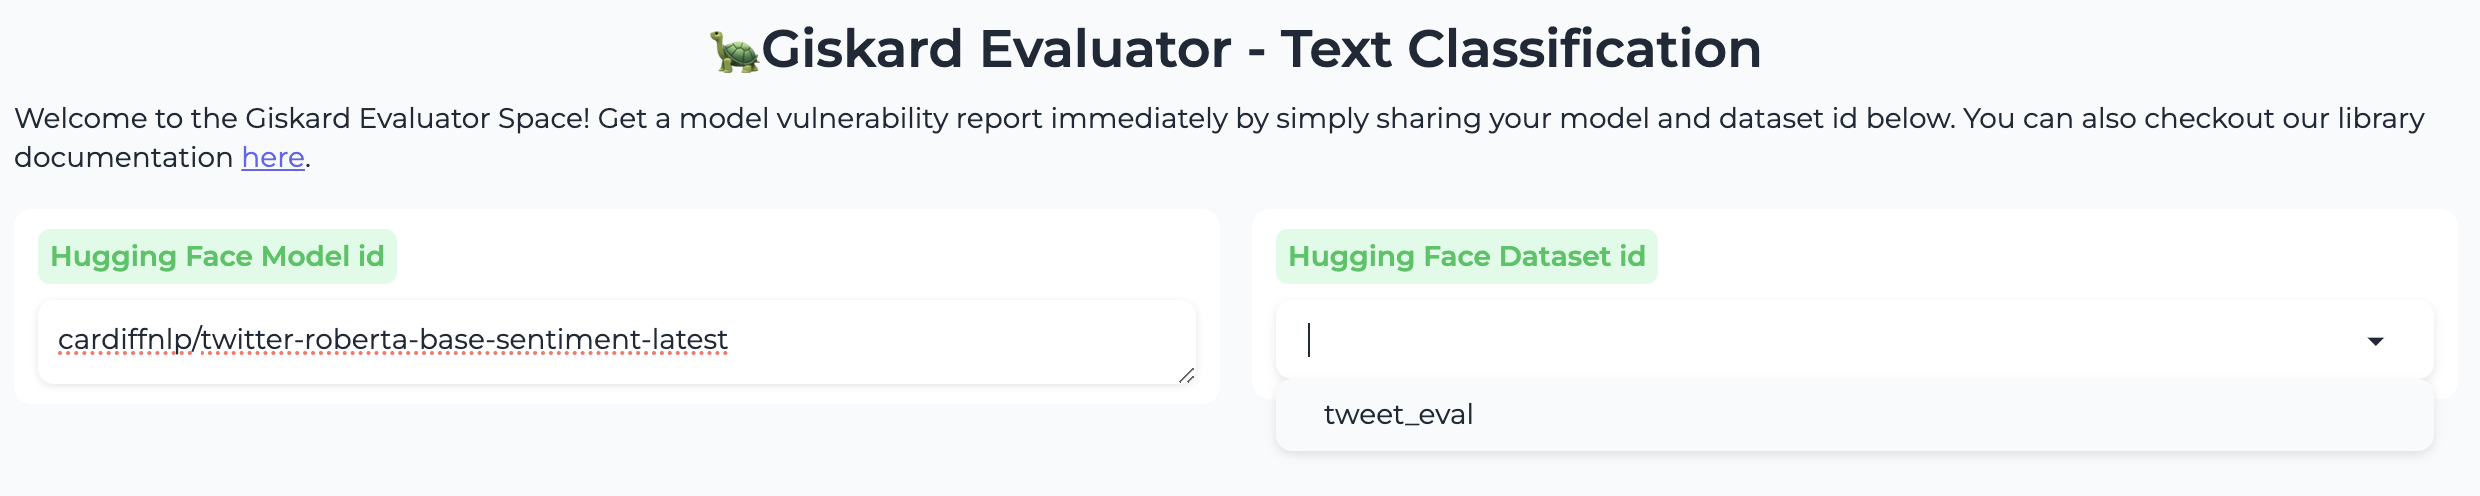 🐢Giskard Evaluator - Text Classification
Welcome to the Giskard Evaluator Space! Get a model vulnerability report immediately by simply sharing your model and dataset id below. You can also checkout our library
documentation here.
Hugging Face Model id
cardiffnlp/twitter-roberta-base-sentiment-latest
Hugging Face Dataset id
tweet_eval